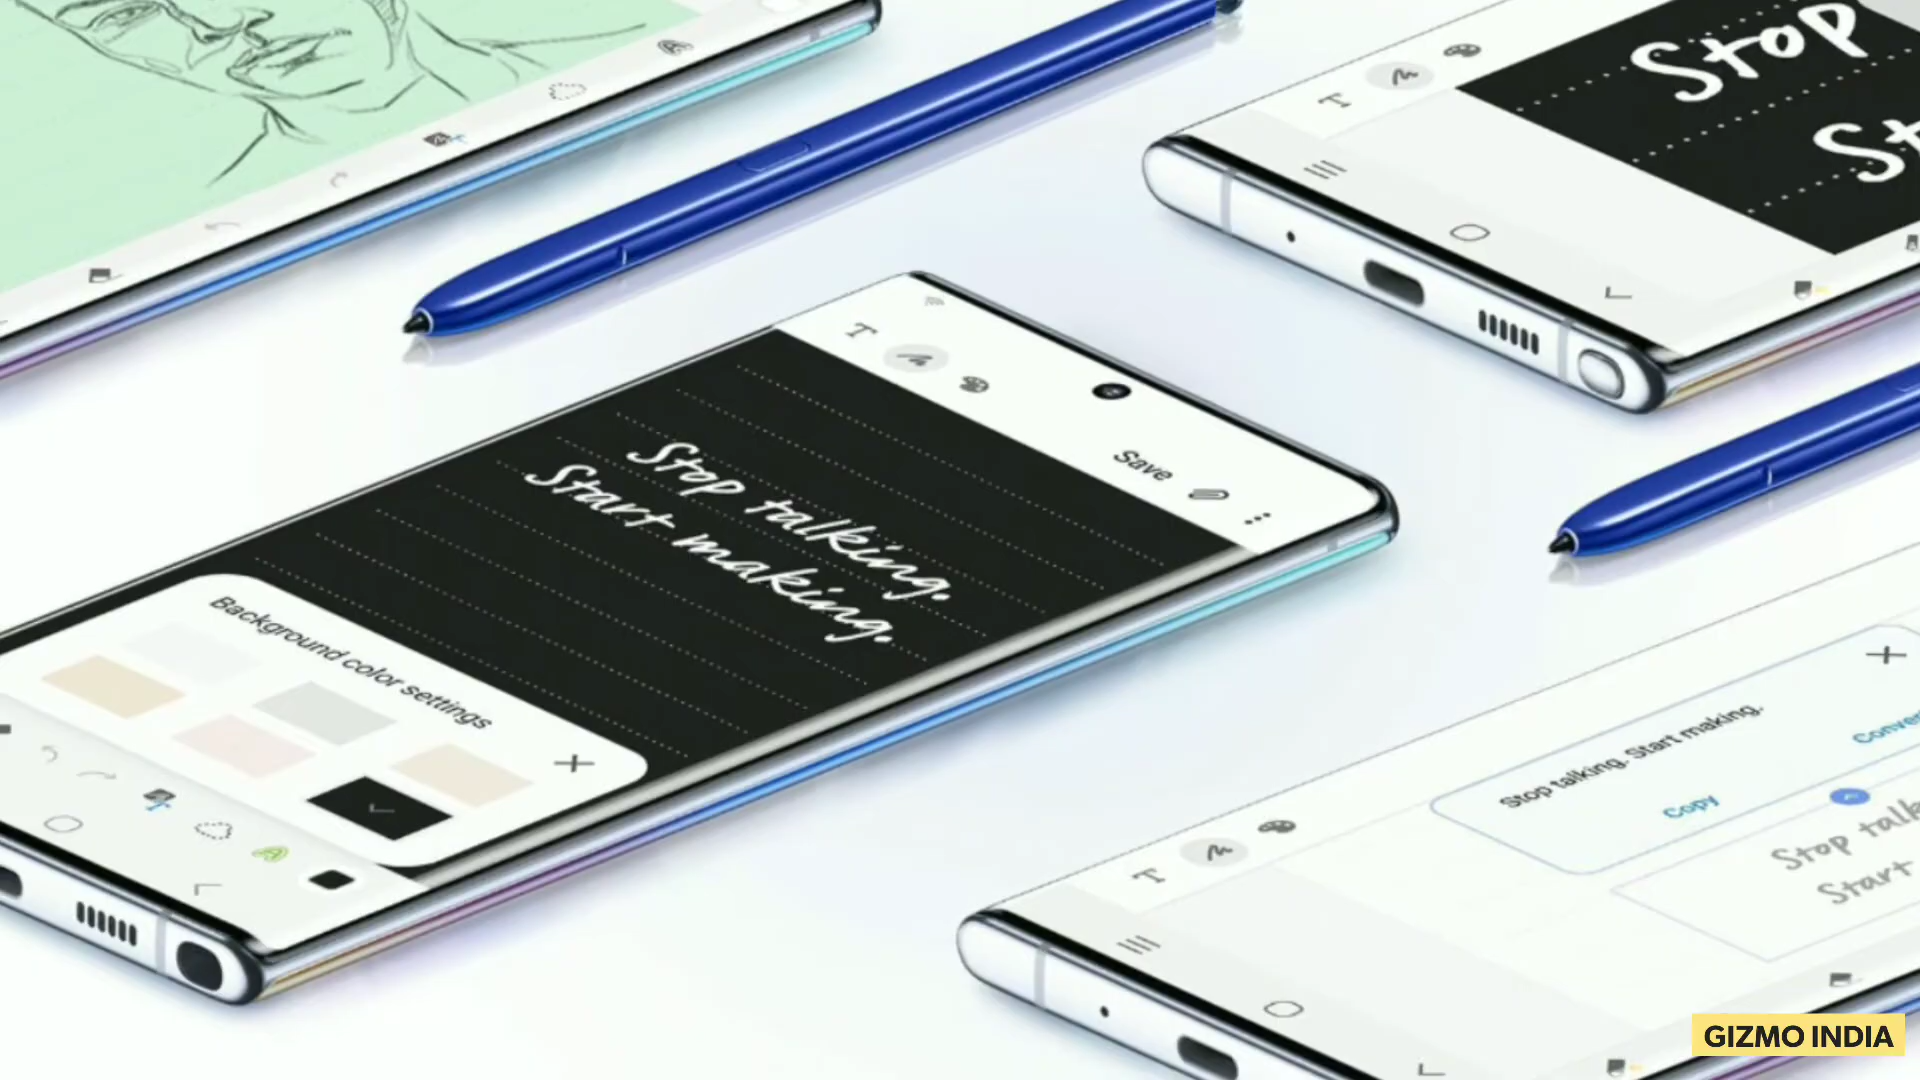 Stop
St
T
T
Save
Stop talking.
Start making.
Background color settings
Stop talking. Start making.
Copy
Conver
T
Stop talk
Start
GIZMO INDIA